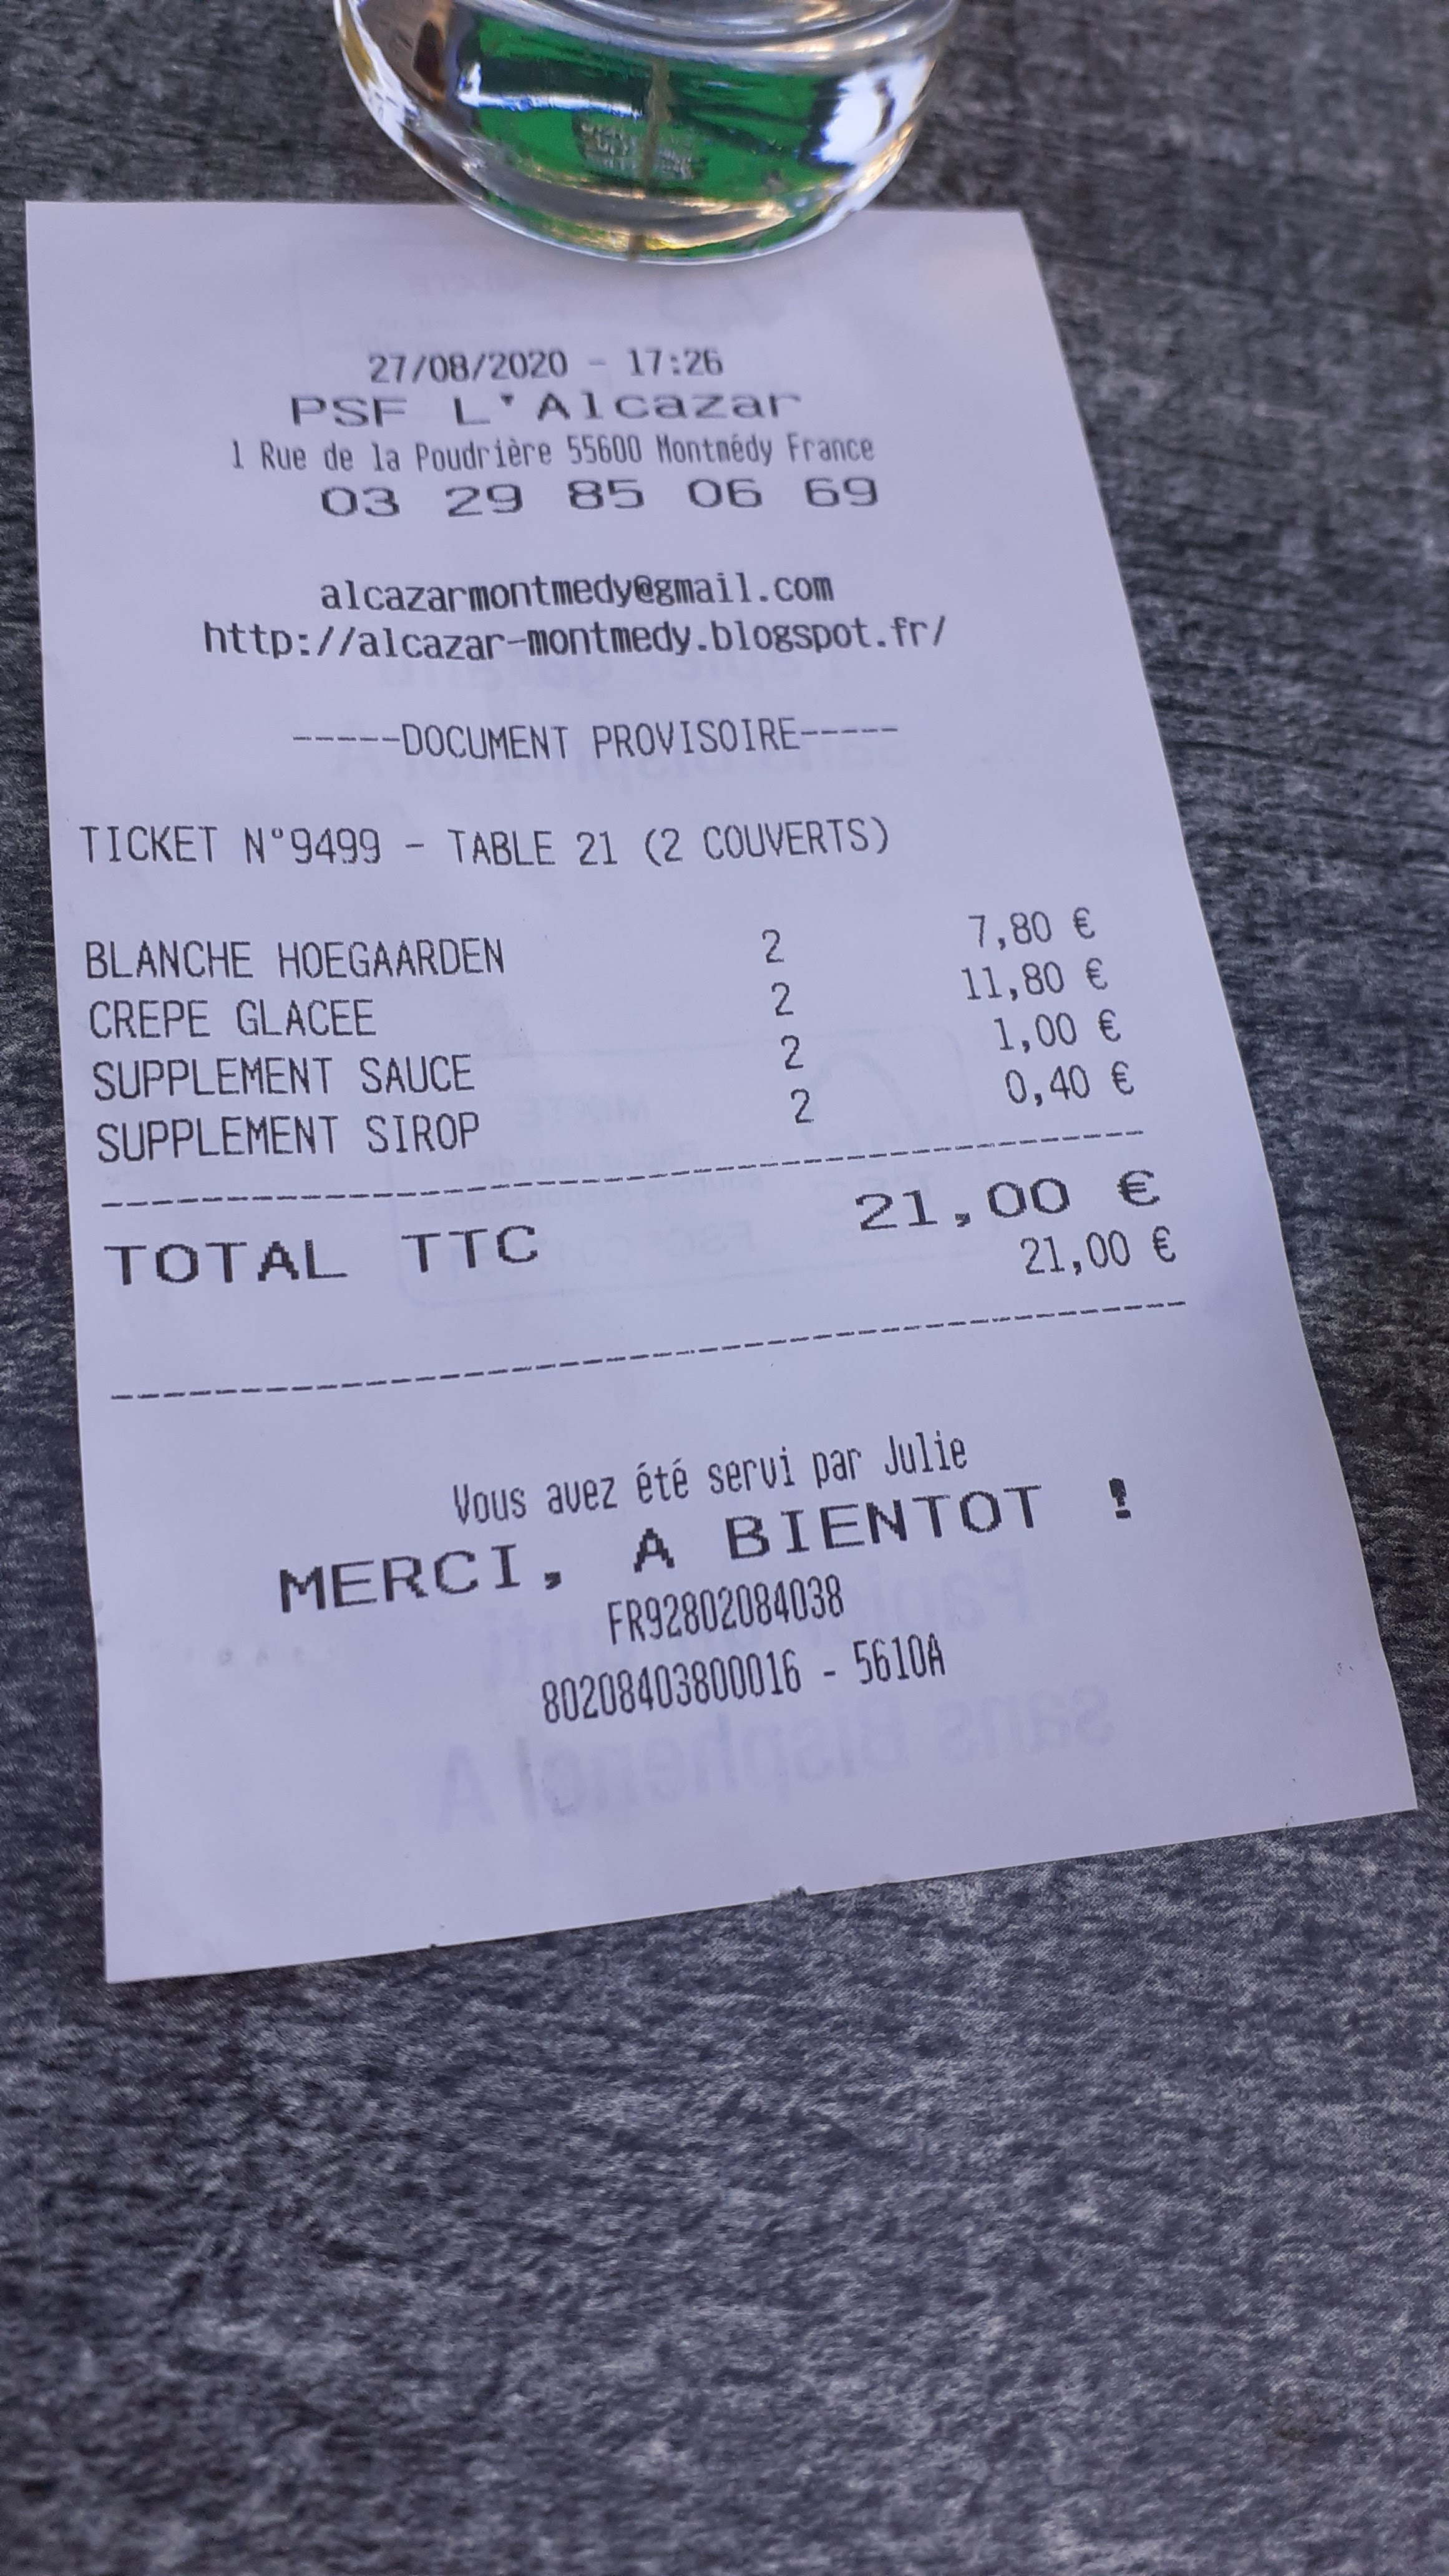 27/08/2020 - 17:26
PSF L'Alcazar
1 Rue de la Poudrière 55600 Montmédy France
03 29 85 06 69
alcazarmontmedy@gmail.com
http://alcazar-montmedy.blogspot.fr/
-----DOCUMENT PROVISOIRE-----
TICKET N°9499 - TABLE 21 (2 COUVERTS)
BLANCHE HOEGAARDEN 2 7,80 €
CREPE GLACEE 2 11,80 €
SUPPLEMENT SAUCE 2 1,00 €
SUPPLEMENT SIROP 2 0,40 €
TOTAL TTC 21,00 €
21,00 €
Vous avez été servi par Julie
MERCI, A BIENTOT !
FR92802084038
80208403800016 - 5610A
sans Bisphenol A